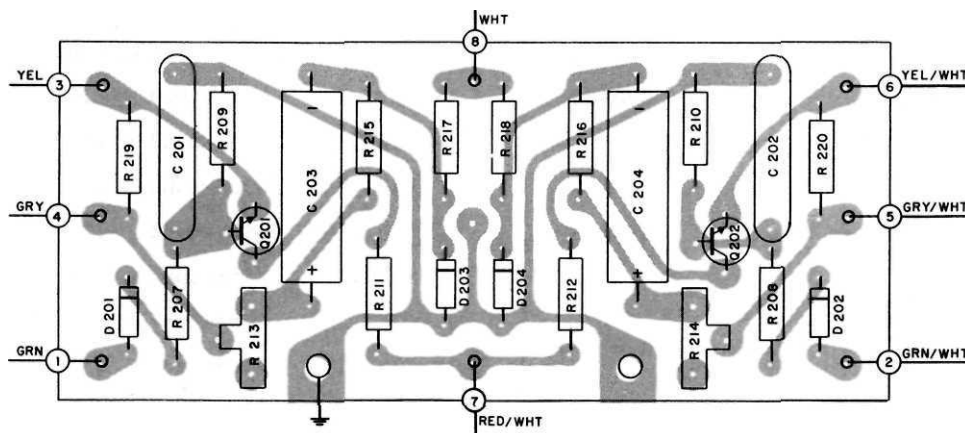 WHT
8
YEL
3
6
YEL/WHT
R 219
C 201
R 209
C 203
-
R 215
R 217
R 218
R 216
C 204
-
R 210
C 202
R 220
GRY
4
5
GRY/WHT
Q201
Q202
+
+
D 201
R 207
R 213
R 211
D 203
D 204
R 212
R 214
R 208
D 202
GRN
1
2
GRN/WHT
7
RED/WHT